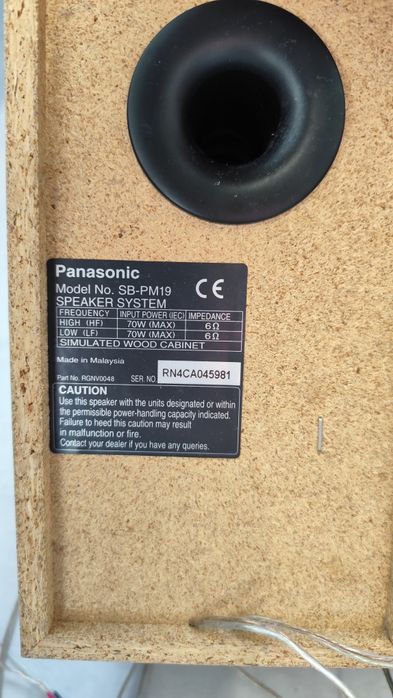 Panasonic
Model No. SB-PM19
SPEAKER SYSTEM
CE
FREQUENCY INPUT POWER (IEC) IMPEDANCE
HIGH (HF) 70W (MAX) 6Ω
LOW (LF) 70W (MAX) 6Ω
SIMULATED WOOD CABINET
Made in Malaysia
Part No. RGNV0048 SER. NO. RN4CA045981
CAUTION
Use this speaker with the units designated or within
the permissible power-handling capacity indicated.
Failure to heed this caution may result
in malfunction or fire.
Contact your dealer if you have any queries.